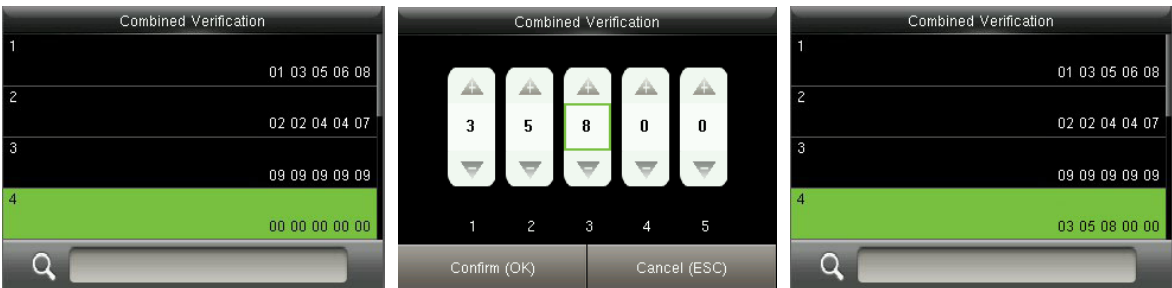 Combined Verification
1
01 03 05 06 08
2
02 02 04 04 07
3
09 09 09 09 09
4
00 00 00 00 00
Combined Verification
3 5 8 0 0
1 2 3 4 5
Confirm (OK) Cancel (ESC)
Combined Verification
1
01 03 05 06 08
2
02 02 04 04 07
3
09 09 09 09 09
4
03 05 08 00 00